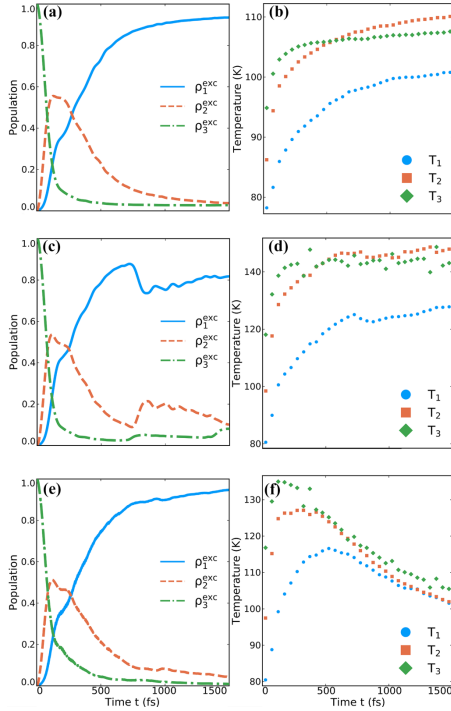 (a)
1.0
0.8
0.6
0.4
0.2
0.0
Population
ρ₁ᵉˣᶜ
ρ₂ᵉˣᶜ
ρ₃ᵉˣᶜ
(b)
110
100
90
80
Temperature (K)
T₁
T₂
T₃
(c)
1.0
0.8
0.6
0.4
0.2
0.0
Population
ρ₁ᵉˣᶜ
ρ₂ᵉˣᶜ
ρ₃ᵉˣᶜ
(d)
140
120
100
80
Temperature (K)
T₁
T₂
T₃
(e)
1.0
0.8
0.6
0.4
0.2
0.0
Population
ρ₁ᵉˣᶜ
ρ₂ᵉˣᶜ
ρ₃ᵉˣᶜ
0 500 1000 1500
Time t (fs)
(f)
130
120
110
100
90
80
Temperature (K)
T₁
T₂
T₃
0 500 1000 1500
Time t (fs)